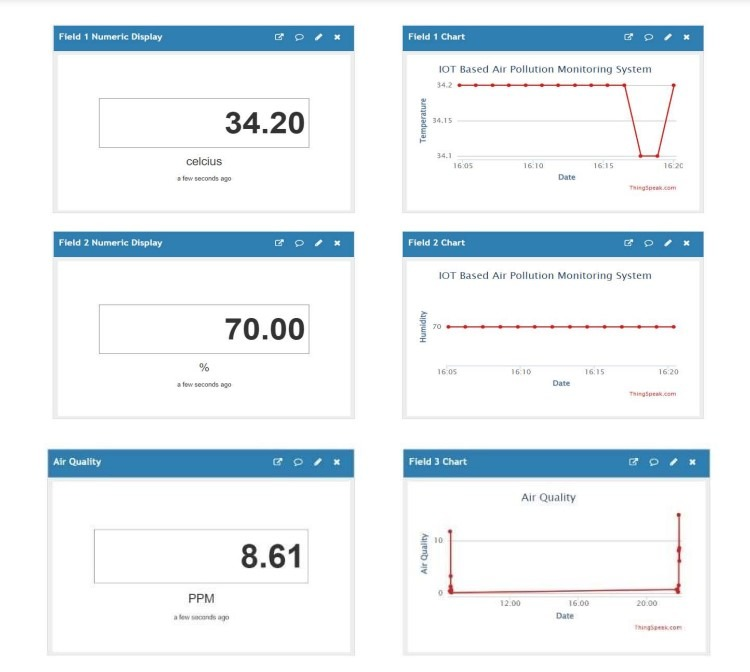 Field 1 Numeric Display
34.20
celcius
a few seconds ago
Field 1 Chart
IOT Based Air Pollution Monitoring System
Temperature
34.2
34.15
34.1
16:05 16:10 16:15 16:20
Date
ThingSpeak.com
Field 2 Numeric Display
70.00
%
a few seconds ago
Field 2 Chart
IOT Based Air Pollution Monitoring System
Humidity
70
16:05 16:10 16:15 16:20
Date
ThingSpeak.com
Air Quality
8.61
PPM
a few seconds ago
Field 3 Chart
Air Quality
Air Quality
10
0
12:00 16:00 20:00
Date
ThingSpeak.com